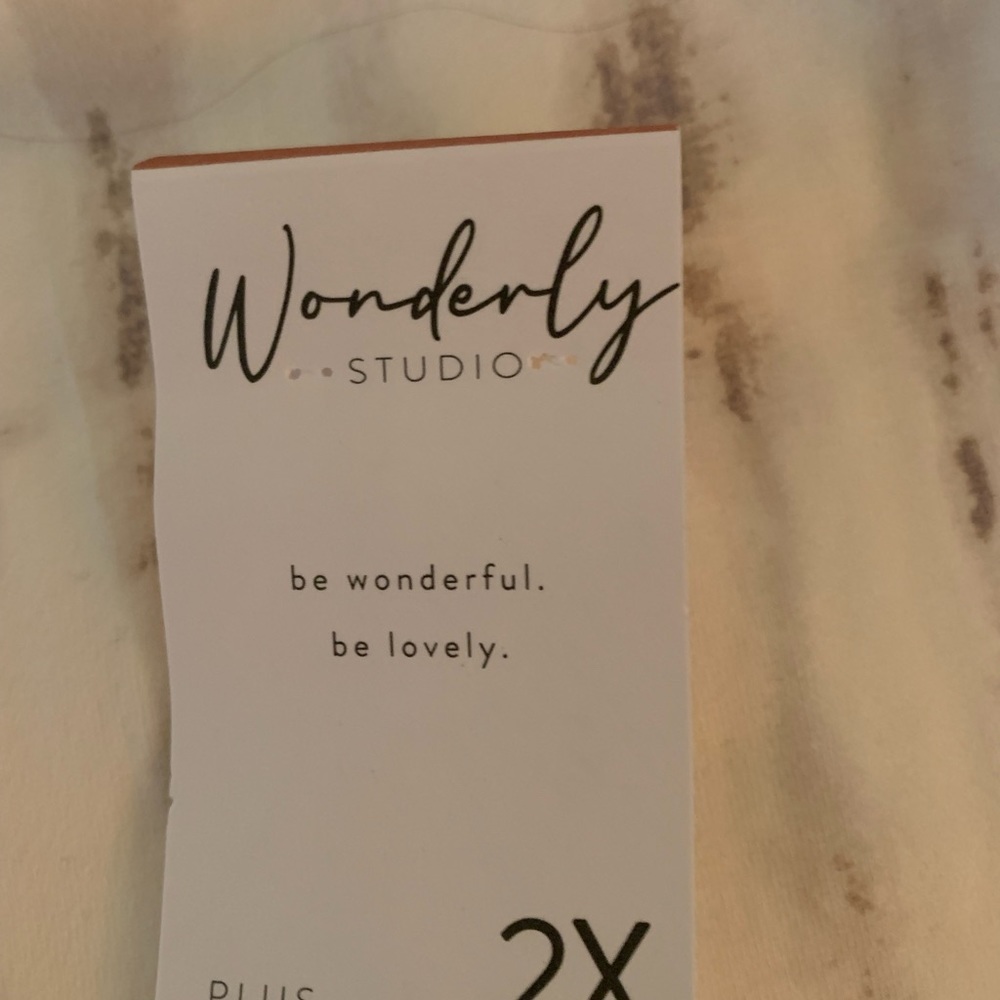 Wonderly
STUDIO
be wonderful.
be lovely.
PLUS 2X